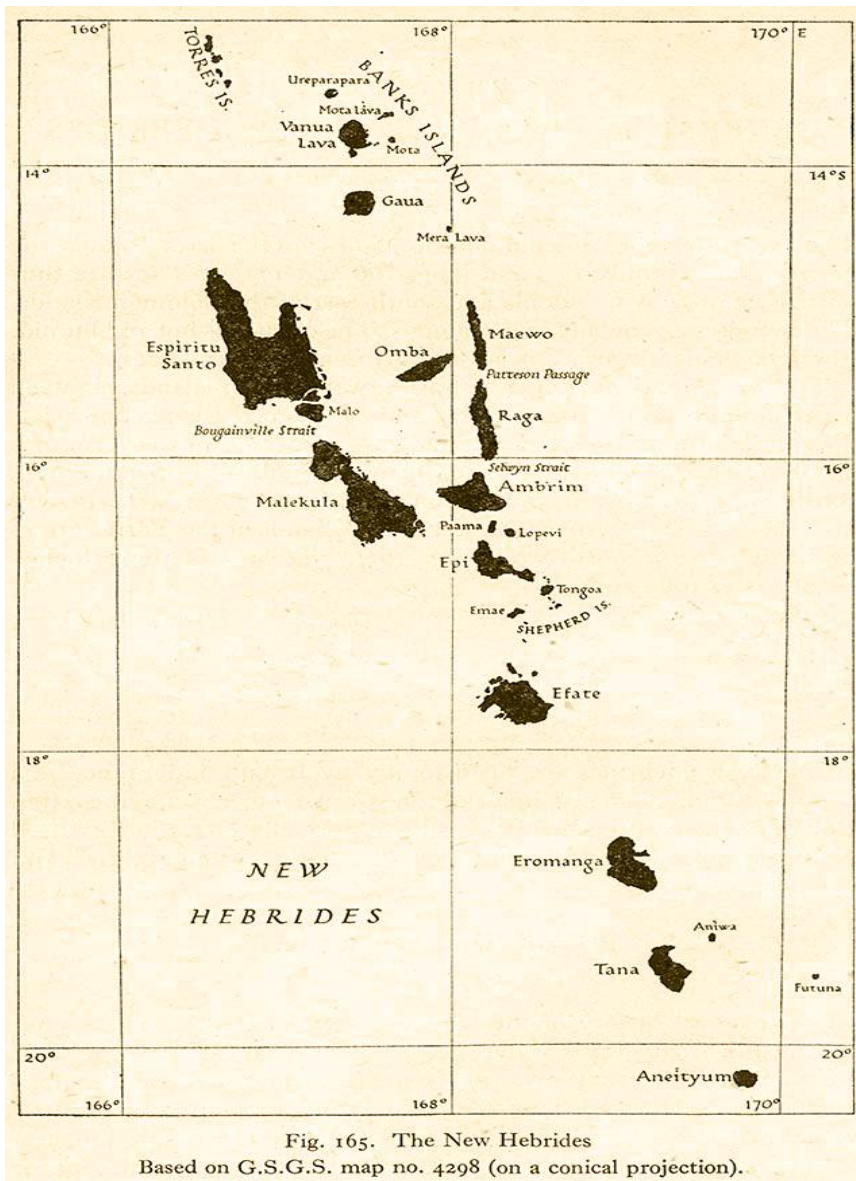 166°
168°
170° E
TORRES IS.
Ureparapara
BANKS ISLANDS
Mota Lava
Vanua
Lava
Mota
14°
14°S
Gaua
Mera Lava
Espiritu
Santo
Omba
Maewo
Patteson Passage
Malo
Raga
Bougainville Strait
16°
16°
Selwyn Strait
Malekula
Ambrim
Paama
Lopevi
Epi
Tongoa
Emae
SHEPHERD IS.
Efate
18°
18°
NEW
HEBRIDES
Eromanga
Aniwa
Tana
Futuna
20°
20°
Aneityum
166°
168°
170°
Fig. 165. The New Hebrides
Based on G.S.G.S. map no. 4298 (on a conical projection).